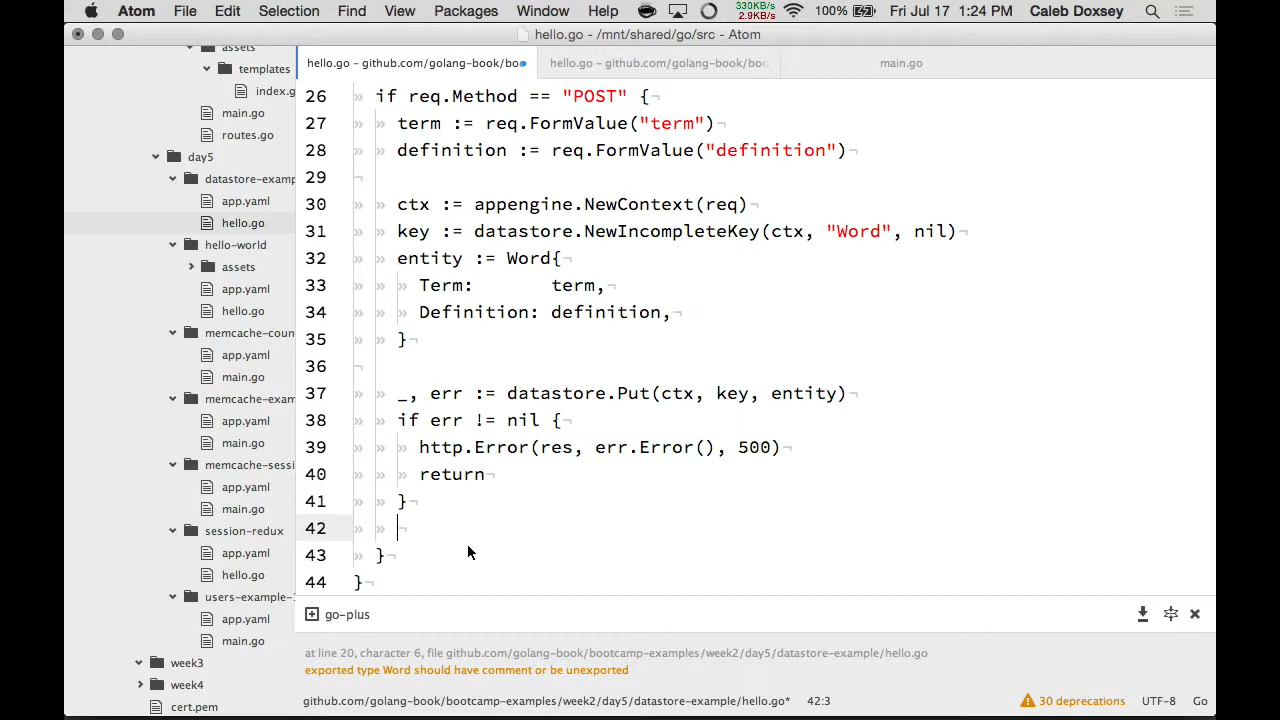 Atom File Edit Selection Find View Packages Window Help 330KB/s 2.9KB/s 100% Fri Jul 17 1:24 PM Caleb Doxsey
hello.go – /mnt/shared/go/src – Atom
assets
templates
index.g
main.go
routes.go
day5
datastore-examp
app.yaml
hello.go
hello-world
assets
app.yaml
hello.go
memcache-coun
app.yaml
main.go
memcache-exam
app.yaml
main.go
memcache-sessi
app.yaml
main.go
session-redux
app.yaml
hello.go
users-example-
app.yaml
main.go
week3
week4
cert.pem
hello.go – github.com/golang-book/bo hello.go – github.com/golang-book/boc main.go
26 » if req.Method == "POST" {¬
27 » » term := req.FormValue("term")¬
28 » » definition := req.FormValue("definition")¬
29 ¬
30 » » ctx := appengine.NewContext(req)¬
31 » » key := datastore.NewIncompleteKey(ctx, "Word", nil)¬
32 » » entity := Word{¬
33 » » » Term:       term,¬
34 » » » Definition: definition,¬
35 » » }¬
36 ¬
37 » » _, err := datastore.Put(ctx, key, entity)¬
38 » » if err != nil {¬
39 » » » http.Error(res, err.Error(), 500)¬
40 » » » return¬
41 » » }¬
42 » » ¬
43 » }¬
44 }¬
go-plus
at line 20, character 6, file github.com/golang-book/bootcamp-examples/week2/day5/datastore-example/hello.go
exported type Word should have comment or be unexported
github.com/golang-book/bootcamp-examples/week2/day5/datastore-example/hello.go* 42:3 30 deprecations UTF-8 Go